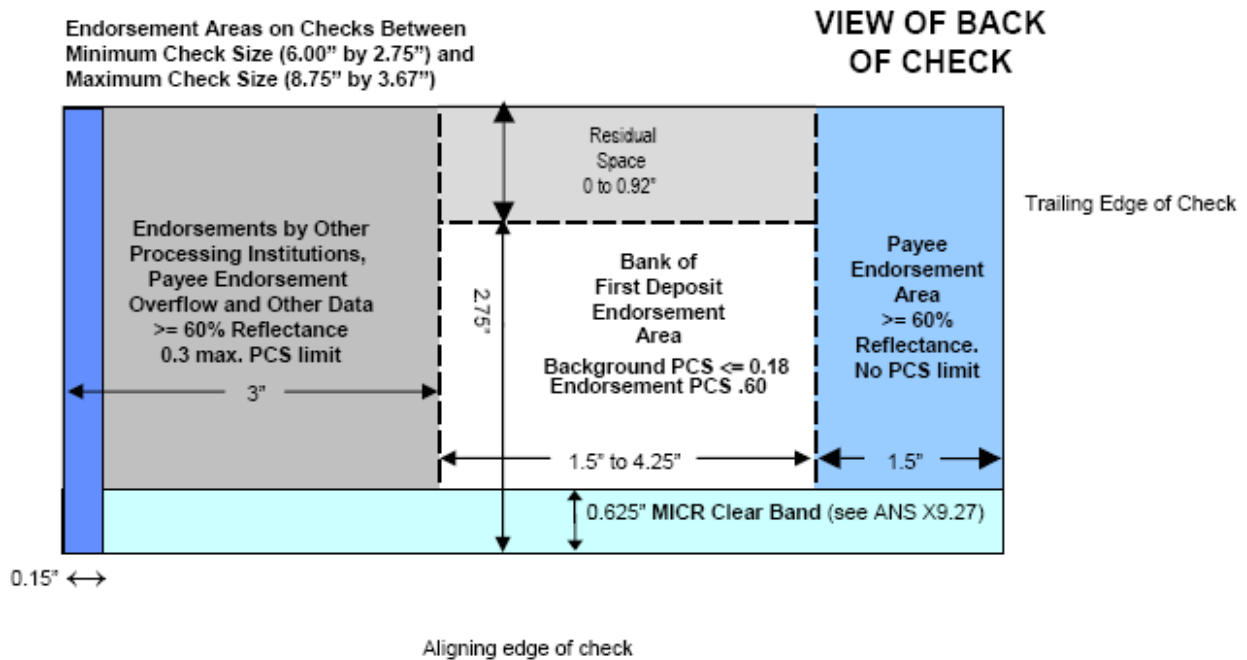 Endorsement Areas on Checks Between
Minimum Check Size (6.00” by 2.75”) and
Maximum Check Size (8.75” by 3.67”)
VIEW OF BACK
OF CHECK
Residual
Space
0 to 0.92”
Trailing Edge of Check
Endorsements by Other
Processing Institutions,
Payee Endorsement
Overflow and Other Data
>= 60% Reflectance
0.3 max. PCS limit
3”
2.75”
Bank of
First Deposit
Endorsement
Area
Background PCS <= 0.18
Endorsement PCS .60
Payee
Endorsement
Area
>= 60%
Reflectance.
No PCS limit
1.5” to 4.25”
1.5”
0.625” MICR Clear Band (see ANS X9.27)
0.15”
Aligning edge of check